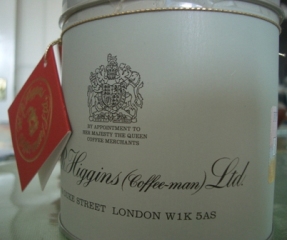 BY APPOINTMENT TO
HER MAJESTY THE QUEEN
COFFEE MERCHANTS
Higgins (Coffee-man) Ltd.
STREET LONDON W1K 5AS